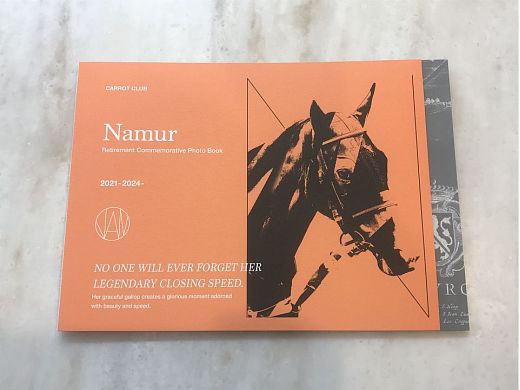 CARROT CLUB
Namur
Retirement Commemorative Photo Book
2021-2024-
NO ONE WILL EVER FORGET HER
LEGENDARY CLOSING SPEED.
Her graceful gallop creates a glorious moment adorned
with beauty and speed.